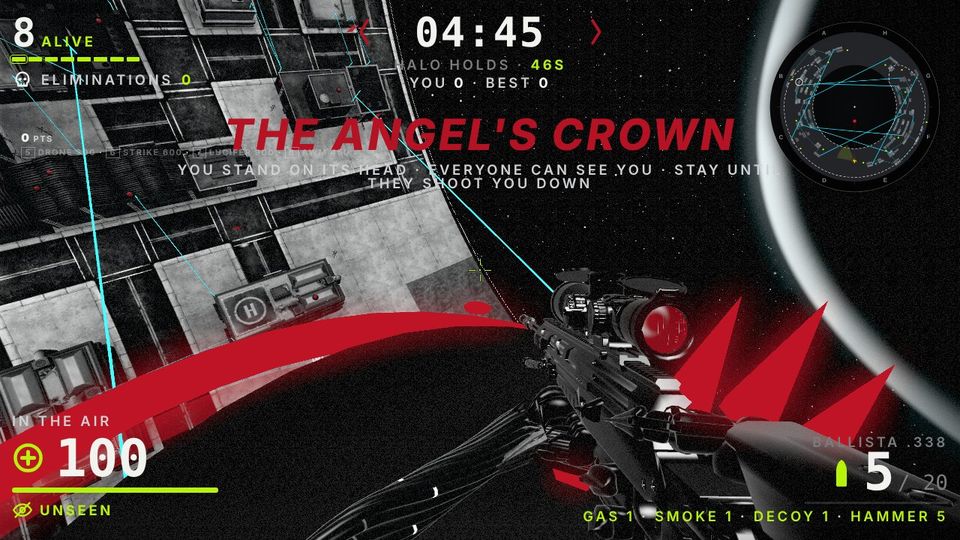 8 ALIVE
ELIMINATIONS 0
04:45
HALO HOLDS · 46S
YOU 0 · BEST 0
0 PTS
THE ANGEL'S CROWN
YOU STAND ON ITS HEAD · EVERYONE CAN SEE YOU · STAY UNTIL
THEY SHOOT YOU DOWN
A
H
B
G
C
F
D
E
H
IN THE AIR
100
UNSEEN
BALLISTA .338
5 / 20
GAS 1 · SMOKE 1 · DECOY 1 · HAMMER 5